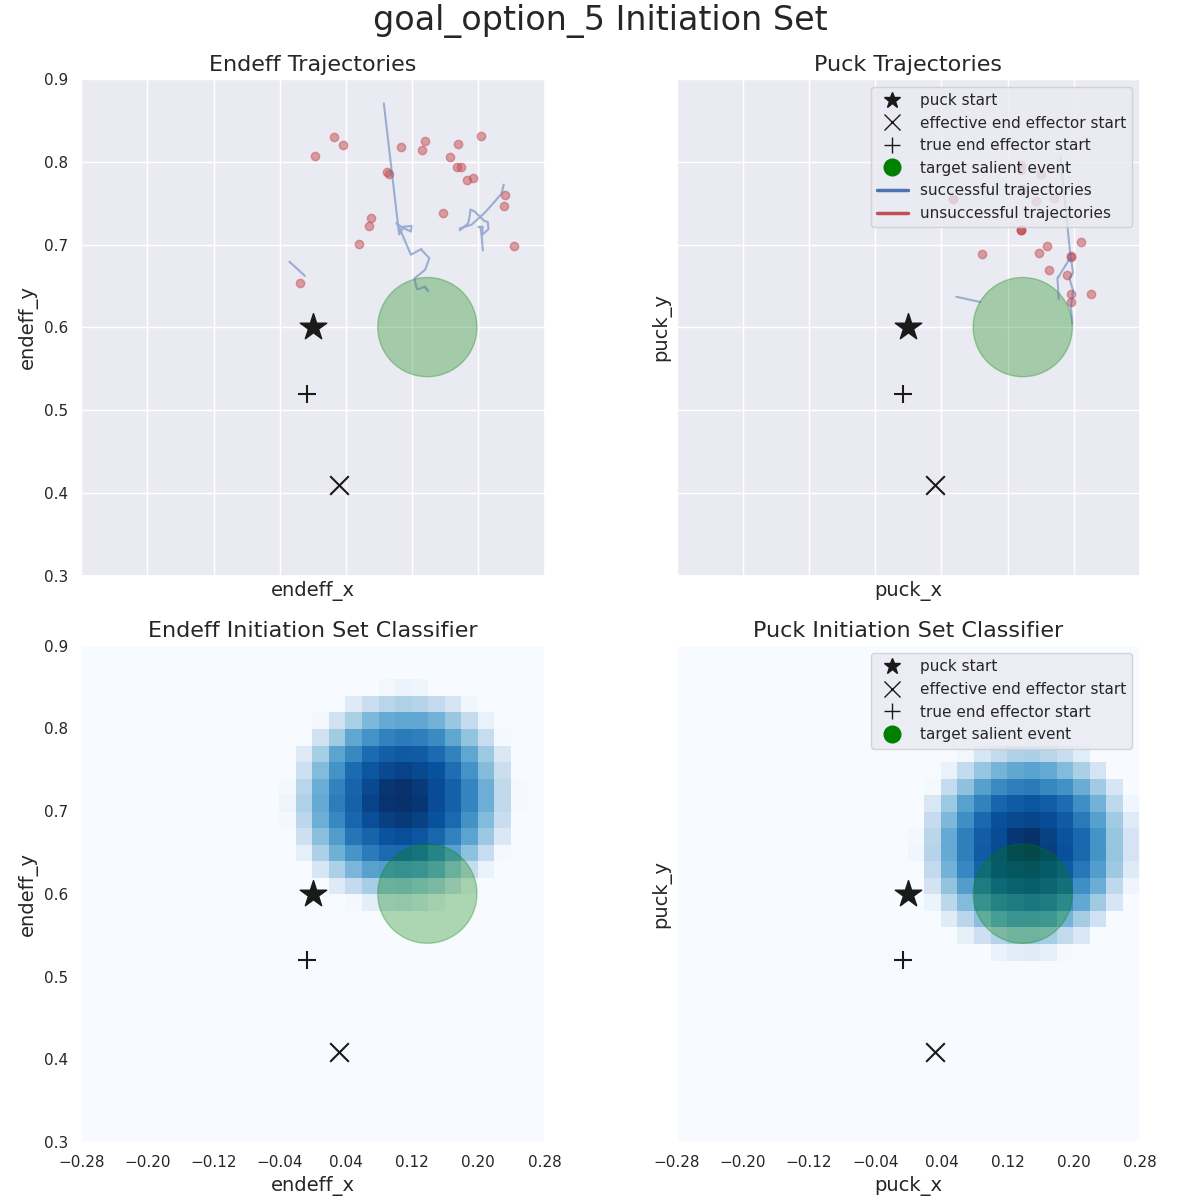 goal_option_5 Initiation Set
Endeff Trajectories
0.9
0.8
0.7
0.6
0.5
0.4
0.3
endeff_y
endeff_x
Puck Trajectories
puck start
effective end effector start
true end effector start
target salient event
successful trajectories
unsuccessful trajectories
puck_y
puck_x
Endeff Initiation Set Classifier
0.9
0.8
0.7
0.6
0.5
0.4
0.3
endeff_y
−0.28 −0.20 −0.12 −0.04 0.04 0.12 0.20 0.28
endeff_x
Puck Initiation Set Classifier
puck start
effective end effector start
true end effector start
target salient event
puck_y
−0.28 −0.20 −0.12 −0.04 0.04 0.12 0.20 0.28
puck_x